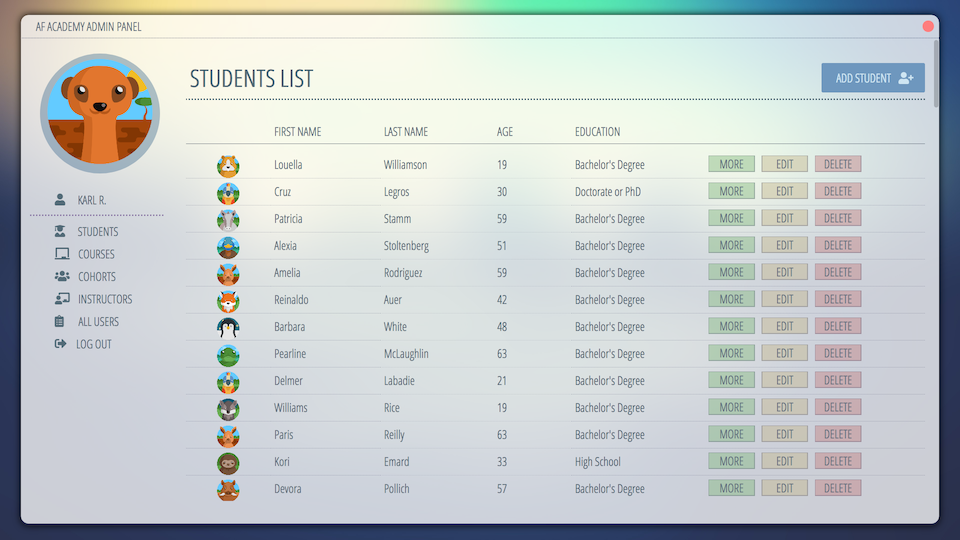 AF ACADEMY ADMIN PANEL
STUDENTS LIST
ADD STUDENT
KARL R.
STUDENTS
COURSES
COHORTS
INSTRUCTORS
ALL USERS
LOG OUT
FIRST NAME LAST NAME AGE EDUCATION
Louella Williamson 19 Bachelor's Degree MORE EDIT DELETE
Cruz Legros 30 Doctorate or PhD MORE EDIT DELETE
Patricia Stamm 59 Bachelor's Degree MORE EDIT DELETE
Alexia Stoltenberg 51 Bachelor's Degree MORE EDIT DELETE
Amelia Rodriguez 59 Bachelor's Degree MORE EDIT DELETE
Reinaldo Auer 42 Bachelor's Degree MORE EDIT DELETE
Barbara White 48 Bachelor's Degree MORE EDIT DELETE
Pearline McLaughlin 63 Bachelor's Degree MORE EDIT DELETE
Delmer Labadie 21 Bachelor's Degree MORE EDIT DELETE
Williams Rice 19 Bachelor's Degree MORE EDIT DELETE
Paris Reilly 63 Bachelor's Degree MORE EDIT DELETE
Kori Emard 33 High School MORE EDIT DELETE
Devora Pollich 57 Bachelor's Degree MORE EDIT DELETE